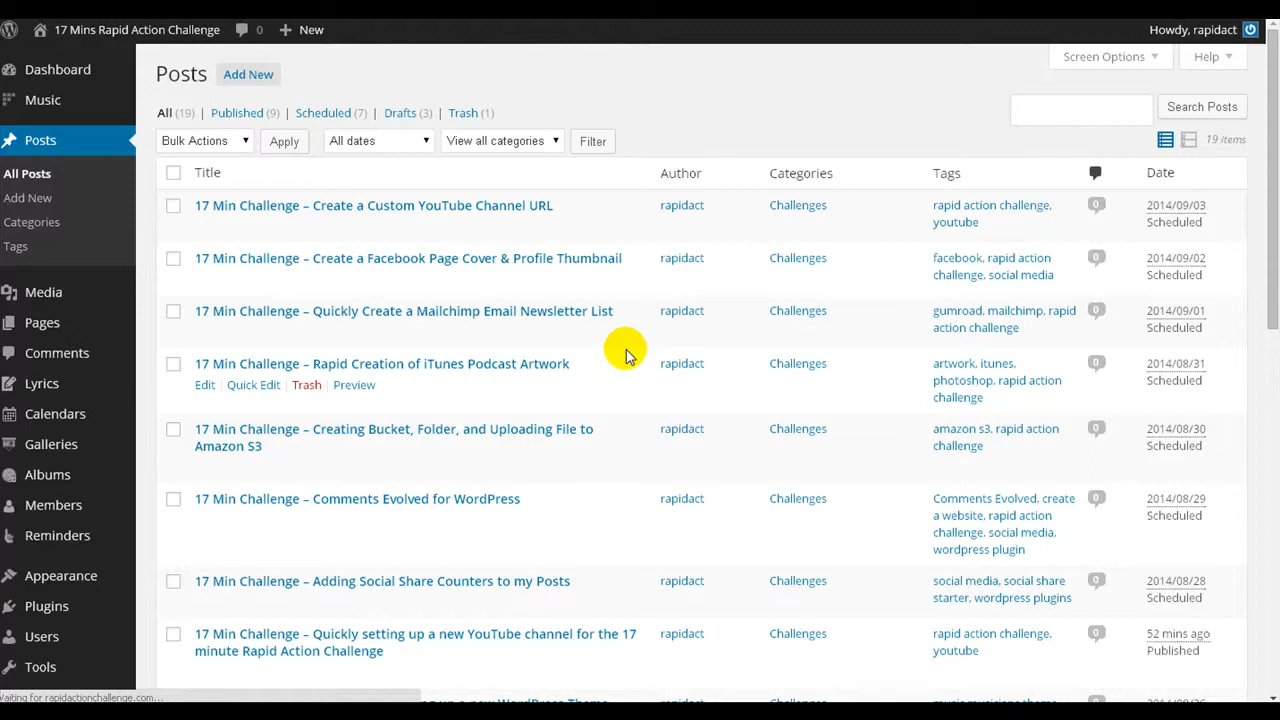 17 Mins Rapid Action Challenge 0 + New Howdy, rapidact
Dashboard
Music
Posts
All Posts
Add New
Categories
Tags
Media
Pages
Comments
Lyrics
Calendars
Galleries
Albums
Members
Reminders
Appearance
Plugins
Users
Tools
Screen Options Help
Posts Add New
All (19) | Published (9) | Scheduled (7) | Drafts (3) | Trash (1)
Search Posts
Bulk Actions Apply All dates View all categories Filter 19 items
Title Author Categories Tags Date
17 Min Challenge – Create a Custom YouTube Channel URL rapidact Challenges rapid action challenge, 0 2014/09/03
youtube Scheduled
17 Min Challenge – Create a Facebook Page Cover & Profile Thumbnail rapidact Challenges facebook, rapid action 0 2014/09/02
challenge, social media Scheduled
17 Min Challenge – Quickly Create a Mailchimp Email Newsletter List rapidact Challenges gumroad, mailchimp, rapid 0 2014/09/01
action challenge Scheduled
17 Min Challenge – Rapid Creation of iTunes Podcast Artwork rapidact Challenges artwork, itunes, 0 2014/08/31
Edit | Quick Edit | Trash | Preview photoshop, rapid action Scheduled
challenge
17 Min Challenge – Creating Bucket, Folder, and Uploading File to rapidact Challenges amazon s3, rapid action 0 2014/08/30
Amazon S3 challenge Scheduled
17 Min Challenge – Comments Evolved for WordPress rapidact Challenges Comments Evolved, create 0 2014/08/29
a website, rapid action Scheduled
challenge, social media,
wordpress plugin
17 Min Challenge – Adding Social Share Counters to my Posts rapidact Challenges social media, social share 0 2014/08/28
starter, wordpress plugins Scheduled
17 Min Challenge – Quickly setting up a new YouTube channel for the 17 rapidact Challenges rapid action challenge, 0 52 mins ago
minute Rapid Action Challenge youtube Published
aiting for rapidactionchallenge.com...